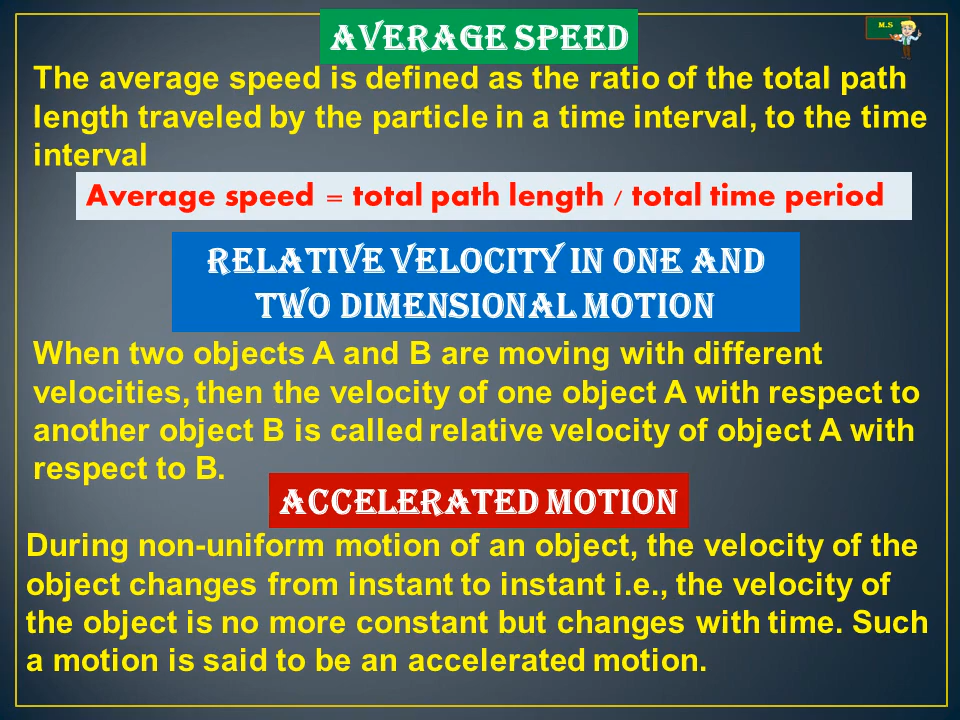 AVERAGE SPEED
M.S
The average speed is defined as the ratio of the total path
length traveled by the particle in a time interval, to the time
interval
Average speed = total path length / total time period
RELATIVE VELOCITY IN ONE AND
TWO DIMENSIONAL MOTION
When two objects A and B are moving with different
velocities, then the velocity of one object A with respect to
another object B is called relative velocity of object A with
respect to B.
ACCELERATED MOTION
During non-uniform motion of an object, the velocity of the
object changes from instant to instant i.e., the velocity of
the object is no more constant but changes with time. Such
a motion is said to be an accelerated motion.